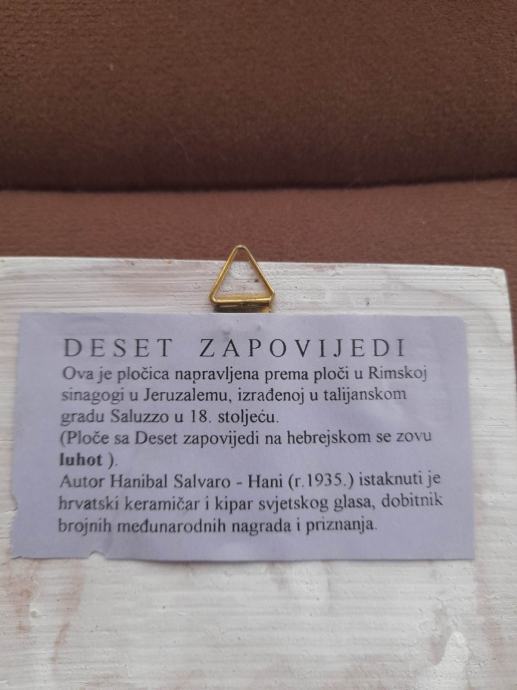 DESET ZAPOVIJEDI
Ova je pločica napravljena prema ploči u Rimskoj
sinagogi u Jeruzalemu, izrađenoj u talijanskom
gradu Saluzzo u 18. stoljeću.
(Ploče sa Deset zapovijedi na hebrejskom se zovu
luhot ).
Autor Hanibal Salvaro - Hani (r.1935.) istaknuti je
hrvatski keramičar i kipar svjetskog glasa, dobitnik
brojnih međunarodnih nagrada i priznanja.